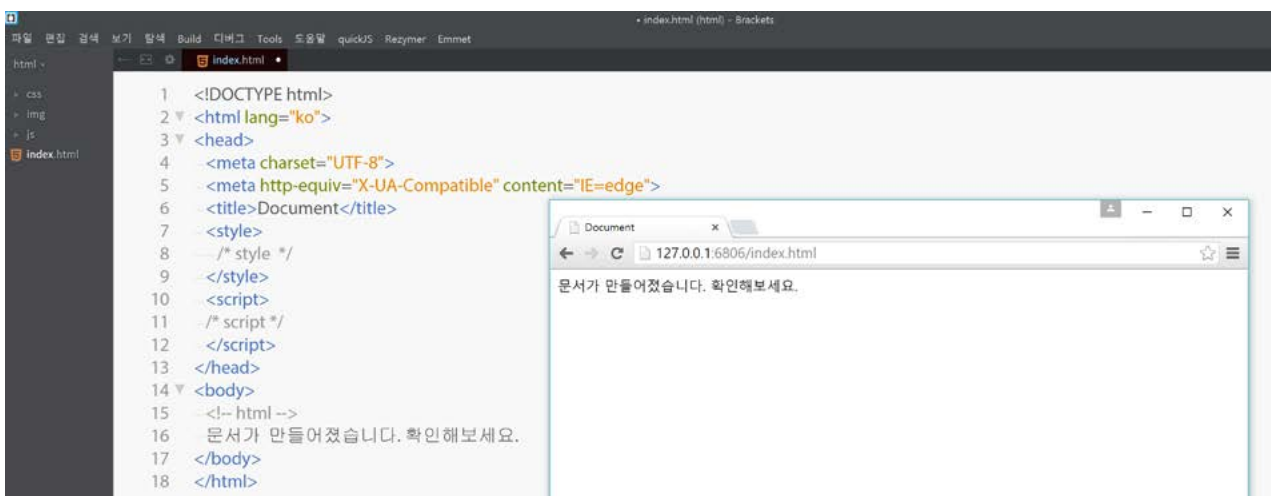 • index.html (html) - Brackets
파일 편집 검색 보기 탐색 Build 디버그 Tools 도움말 quickJS Rezymer Emmet
html
index.html •
css
img
js
index.html
1 <!DOCTYPE html>
2 <html lang="ko">
3 <head>
4 <meta charset="UTF-8">
5 <meta http-equiv="X-UA-Compatible" content="IE=edge">
6 <title>Document</title>
7 <style>
8 /* style */
9 </style>
10 <script>
11 /* script */
12 </script>
13 </head>
14 <body>
15 <!-- html -->
16 문서가 만들어졌습니다. 확인해보세요.
17 </body>
18 </html>
Document
127.0.0.1:6806/index.html
문서가 만들어졌습니다. 확인해보세요.